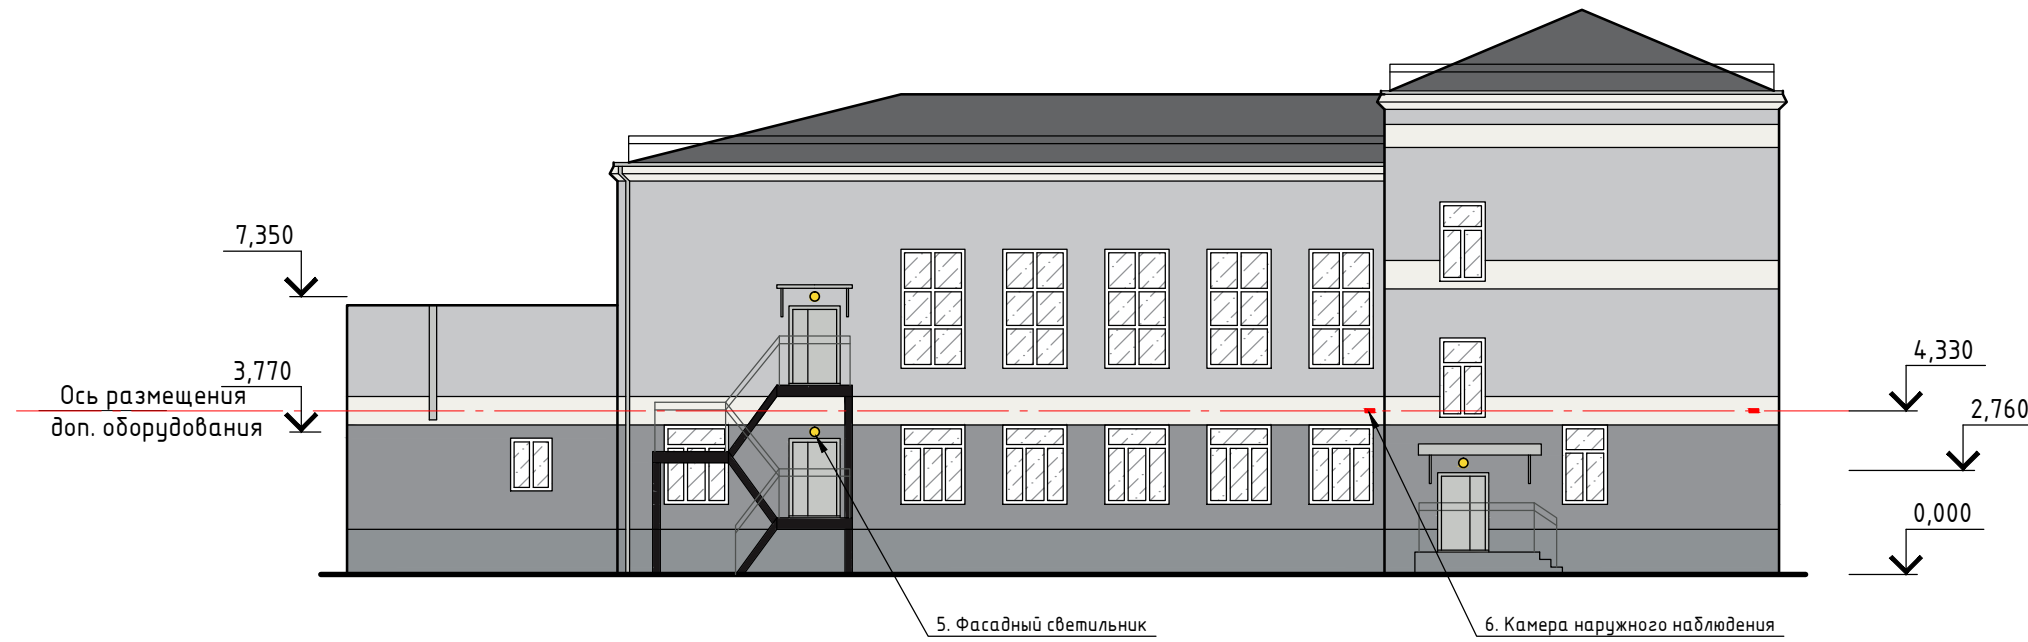 7,350
3,770
Ось размещения
доп. оборудования
4,330
2,760
0,000
5. Фасадный светильник
6. Камера наружного наблюдения